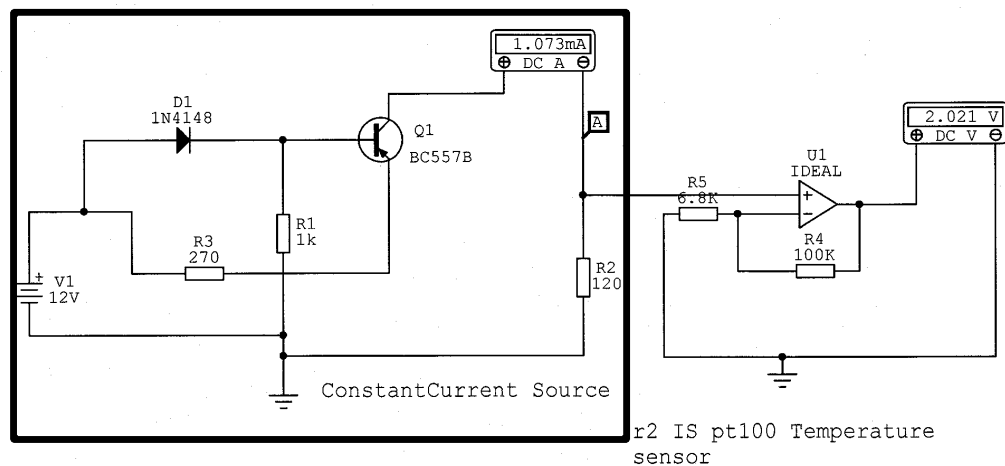 1.073mA
DC A
D1
1N4148
A
Q1
BC557B
2.021 V
DC V
U1
IDEAL
R5
6.8K
R1
1k
R3
270
R4
100K
R2
120
V1
12V
ConstantCurrent Source
r2 IS pt100 Temperature
sensor